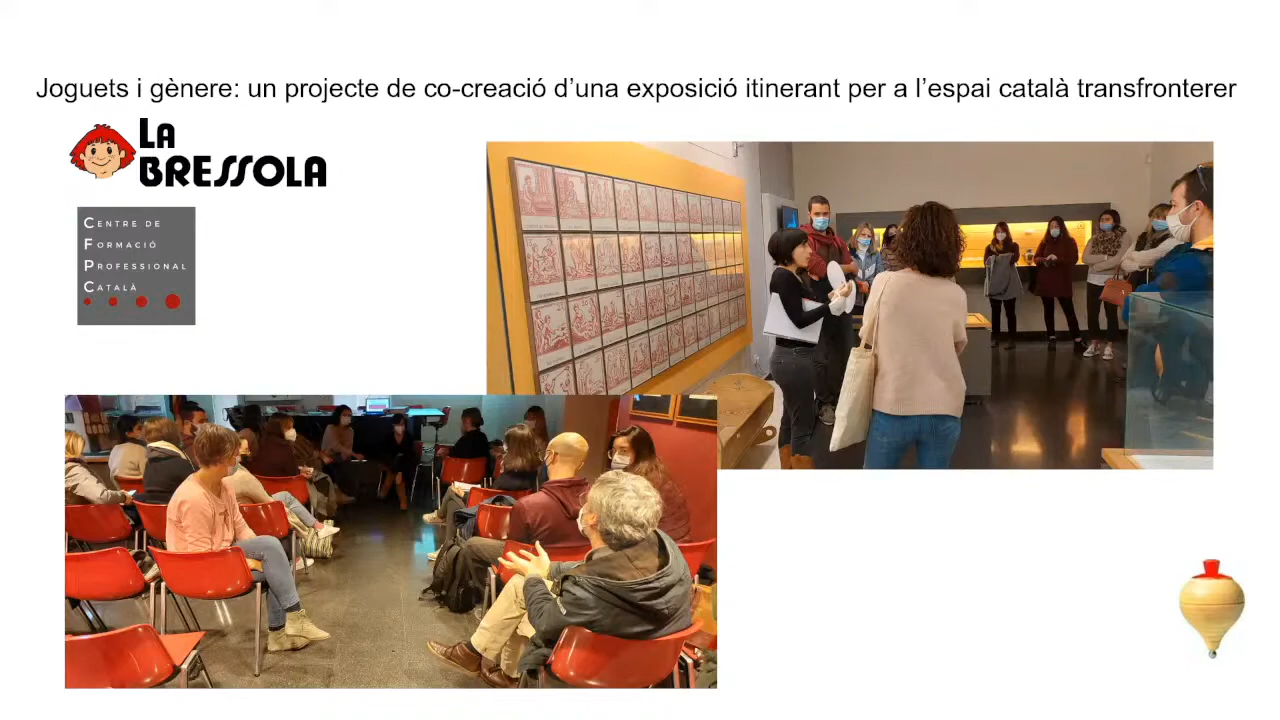 Joguets i gènere: un projecte de co-creació d’una exposició itinerant per a l’espai català transfronterer
LA
BRESSOLA
CENTRE DE
FORMACIÓ
PROFESSIONAL
CATALÀ